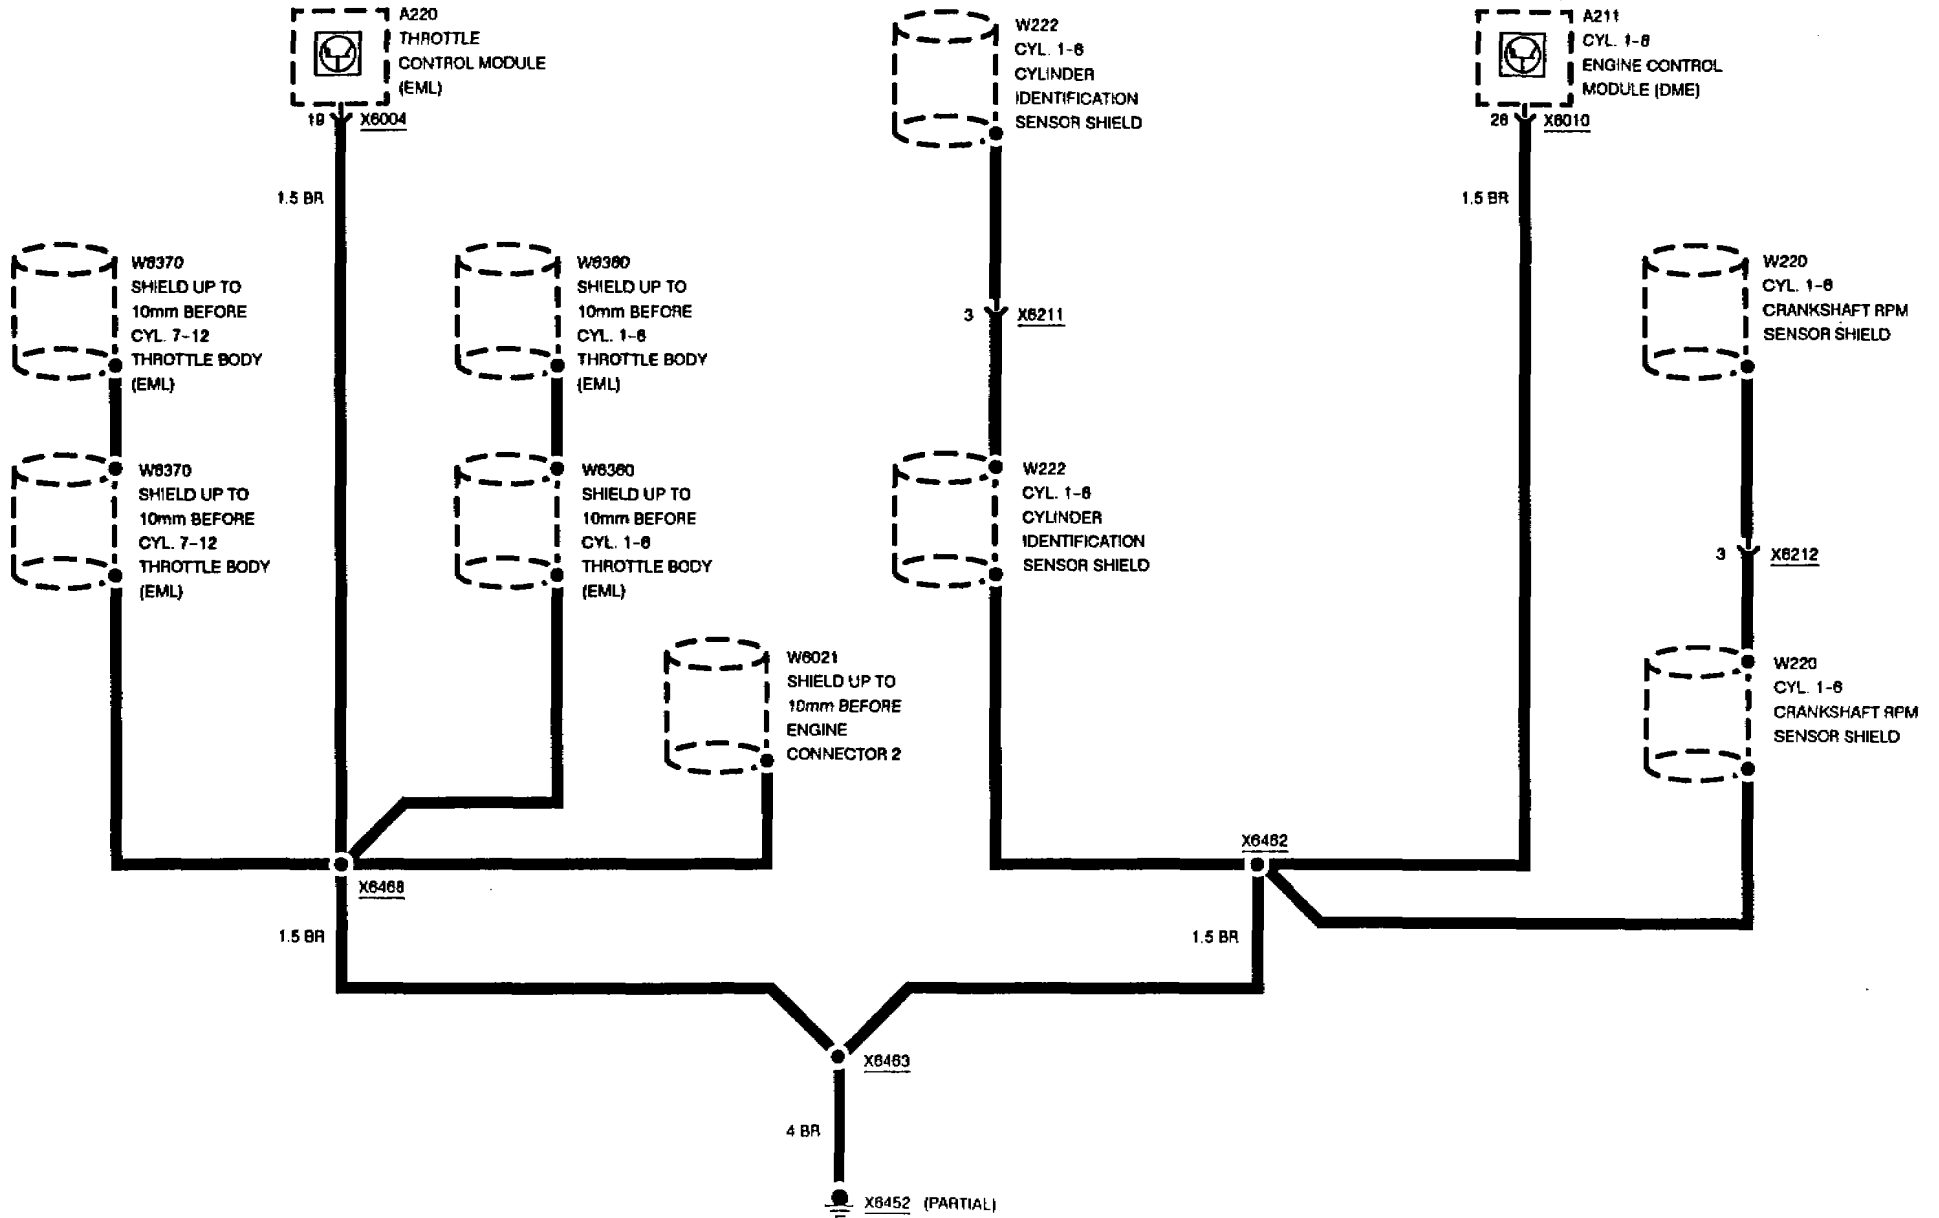 A220
THROTTLE
CONTROL MODULE
(EML)
19
X6004
1.5 BR
W222
CYL. 1-6
CYLINDER
IDENTIFICATION
SENSOR SHIELD
A211
CYL. 1-6
ENGINE CONTROL
MODULE (DME)
26
X6010
1.5 BR
W6370
SHIELD UP TO
10mm BEFORE
CYL. 7-12
THROTTLE BODY
(EML)
W6360
SHIELD UP TO
10mm BEFORE
CYL. 1-6
THROTTLE BODY
(EML)
3
X6211
W220
CYL. 1-6
CRANKSHAFT RPM
SENSOR SHIELD
W6370
SHIELD UP TO
10mm BEFORE
CYL. 7-12
THROTTLE BODY
(EML)
W6360
SHIELD UP TO
10mm BEFORE
CYL. 1-6
THROTTLE BODY
(EML)
W222
CYL. 1-6
CYLINDER
IDENTIFICATION
SENSOR SHIELD
3
X6212
W6021
SHIELD UP TO
10mm BEFORE
ENGINE
CONNECTOR 2
W220
CYL. 1-6
CRANKSHAFT RPM
SENSOR SHIELD
X6468
X6462
1.5 BR
1.5 BR
X6463
4 BR
X6452 (PARTIAL)